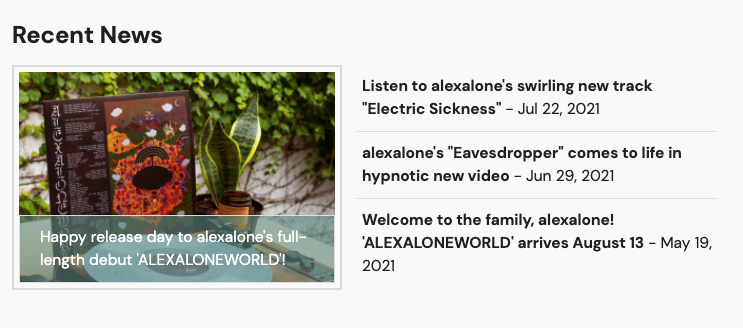 Recent News
Happy release day to alexalone's full-
length debut 'ALEXALONEWORLD'!
Listen to alexalone's swirling new track
"Electric Sickness" - Jul 22, 2021
alexalone's "Eavesdropper" comes to life in
hypnotic new video - Jun 29, 2021
Welcome to the family, alexalone!
'ALEXALONEWORLD' arrives August 13 - May 19,
2021